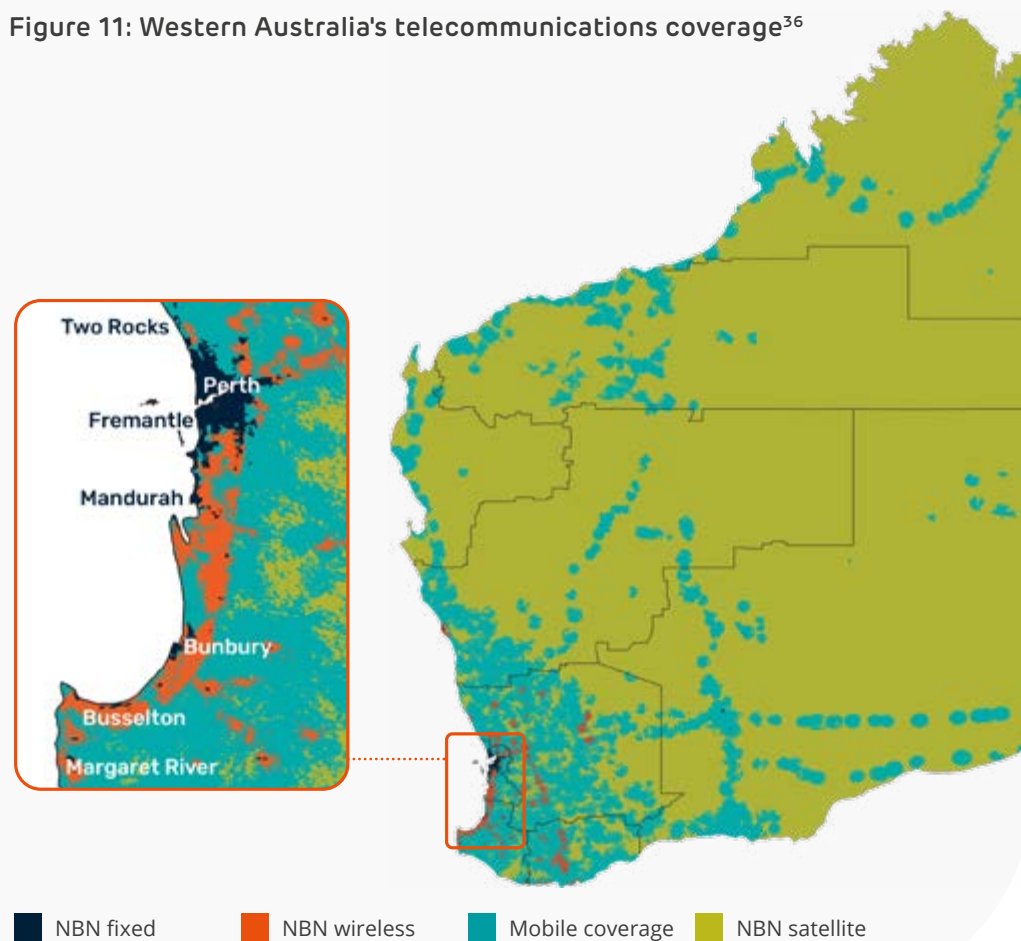 Figure 11: Western Australia's telecommunications coverage36
Two Rocks
Perth
Fremantle
Mandurah
Bunbury
Busselton
Margaret River
NBN fixed
NBN wireless
Mobile coverage
NBN satellite